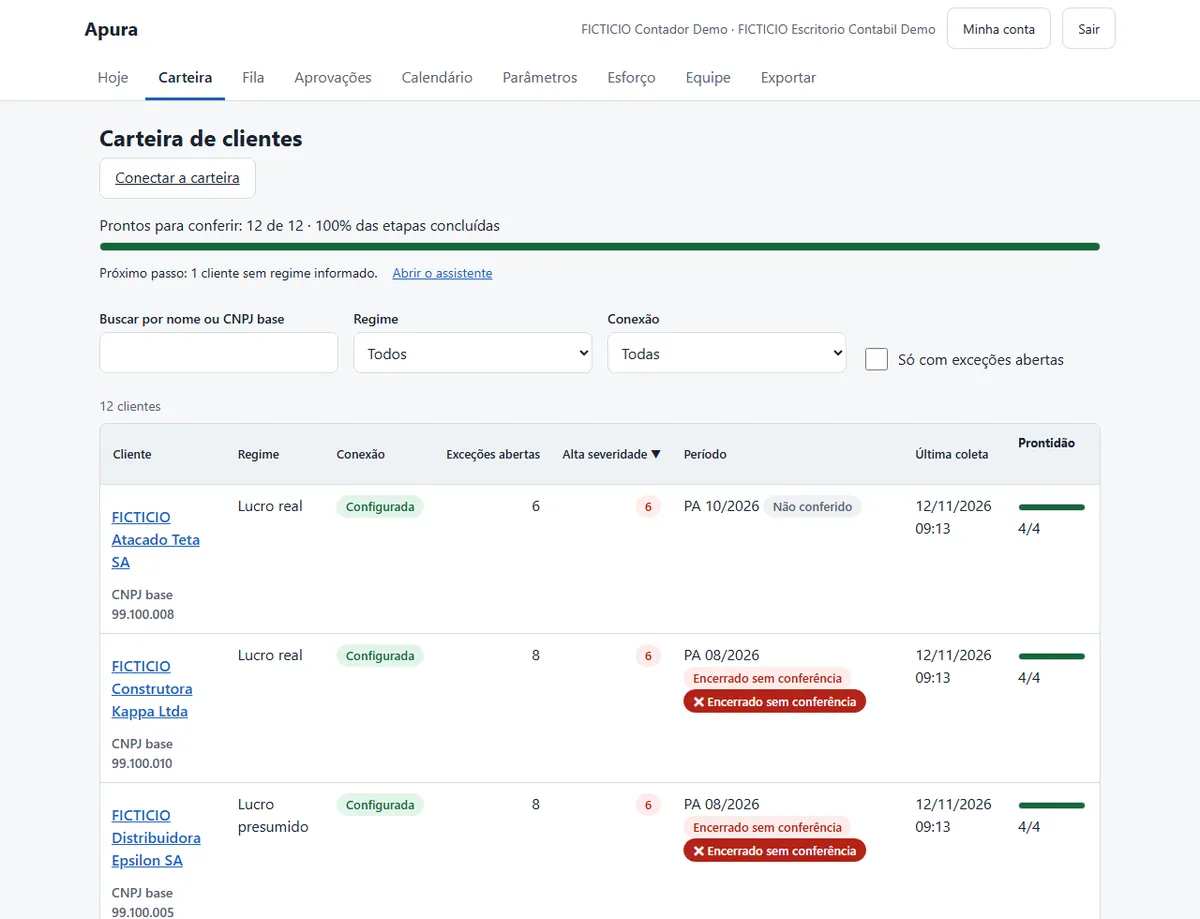 Apura
FICTICIO Contador Demo · FICTICIO Escritorio Contabil Demo
Minha conta
Sair
Hoje
Carteira
Fila
Aprovações
Calendário
Parâmetros
Esforço
Equipe
Exportar
Carteira de clientes
Conectar a carteira
Prontos para conferir: 12 de 12 · 100% das etapas concluídas
Próximo passo: 1 cliente sem regime informado. Abrir o assistente
Buscar por nome ou CNPJ base
Regime
Todos
Conexão
Todas
Só com exceções abertas
12 clientes
Cliente
Regime
Conexão
Exceções abertas
Alta severidade ▼
Período
Última coleta
Prontidão
FICTICIO
Atacado Teta
SA
CNPJ base
99.100.008
Lucro real
Configurada
6
6
PA 10/2026 Não conferido
12/11/2026
09:13
4/4
FICTICIO
Construtora
Kappa Ltda
CNPJ base
99.100.010
Lucro real
Configurada
8
6
PA 08/2026
Encerrado sem conferência
❌ Encerrado sem conferência
12/11/2026
09:13
4/4
FICTICIO
Distribuidora
Epsilon SA
CNPJ base
99.100.005
Lucro
presumido
Configurada
8
6
PA 08/2026
Encerrado sem conferência
❌ Encerrado sem conferência
12/11/2026
09:13
4/4